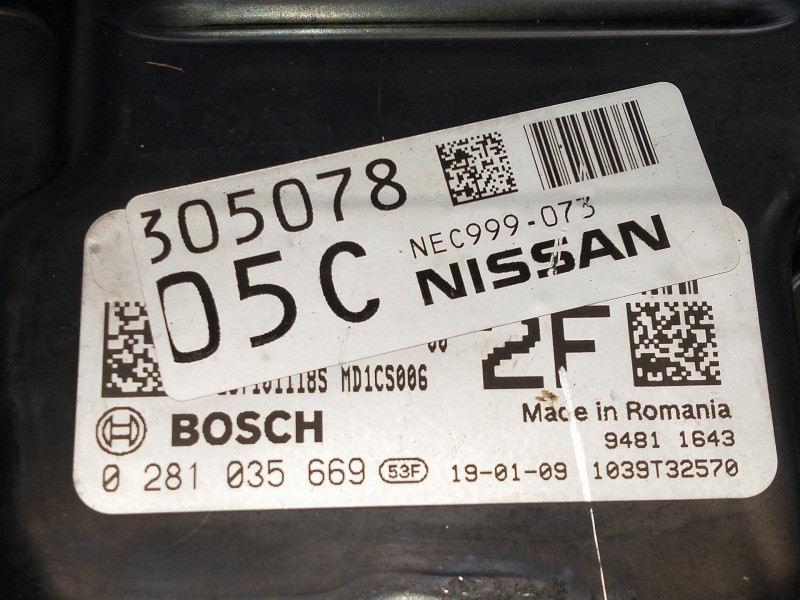 305078
05C
NEC999-073
NISSAN
2F
MD1CS006
BOSCH
Made in Romania
9481 1643
0 281 035 669 53F 19-01-09 1039T32570